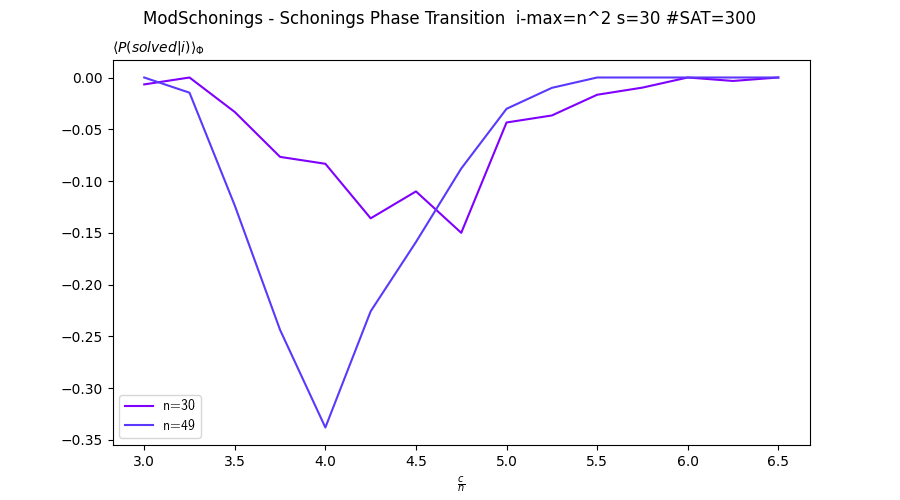 ModSchonings - Schonings Phase Transition  i-max=n^2 s=30 #SAT=300
⟨P(solved|i)⟩Φ
0.00
−0.05
−0.10
−0.15
−0.20
−0.25
−0.30
−0.35
n=30
n=49
3.0 3.5 4.0 4.5 5.0 5.5 6.0 6.5
c/n